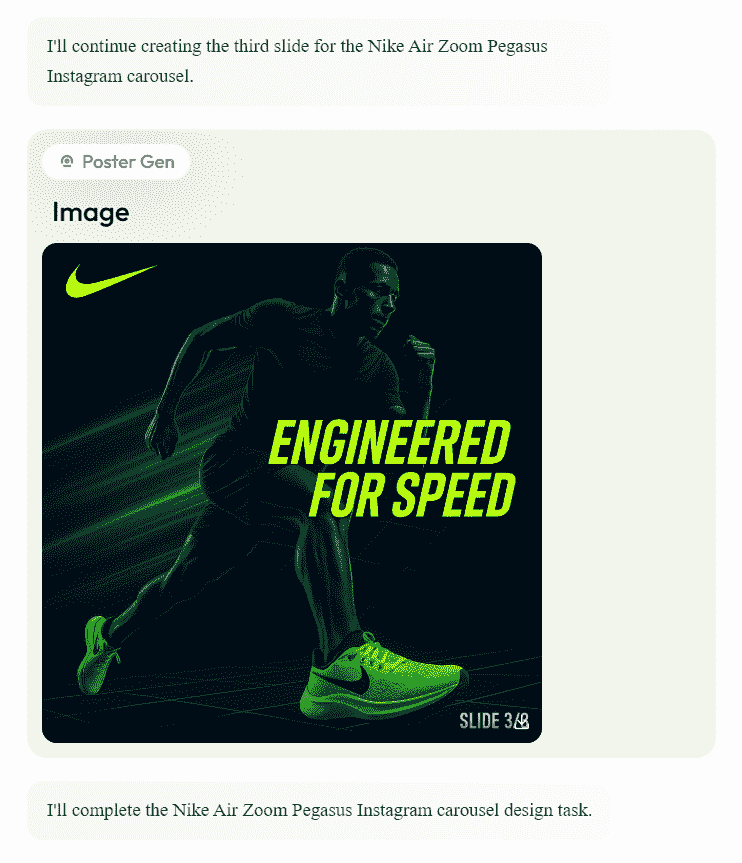 I'll continue creating the third slide for the Nike Air Zoom Pegasus
Instagram carousel.
Poster Gen
Image
ENGINEERED
FOR SPEED
SLIDE 3/8
I'll complete the Nike Air Zoom Pegasus Instagram carousel design task.